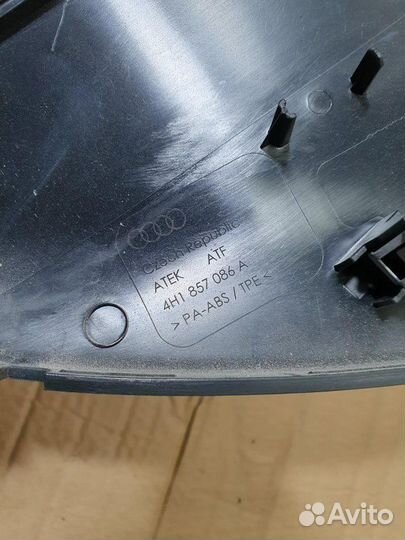 Czech Republic
ATEK ATF
4H1 857 086 A
> PA-ABS / TPE <
Avito